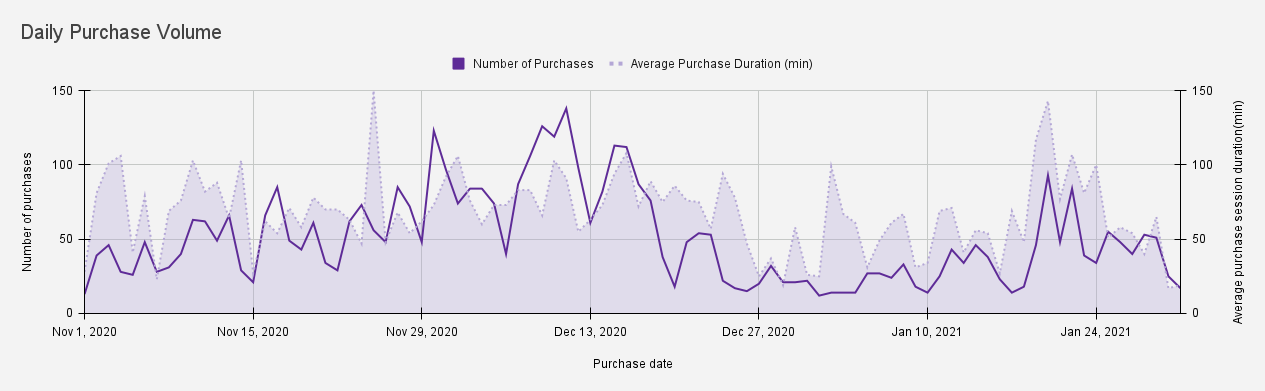 Daily Purchase Volume
Number of Purchases
Average Purchase Duration (min)
150
100
50
0
Number of purchases
150
100
50
0
Average purchase session duration(min)
Nov 1, 2020
Nov 15, 2020
Nov 29, 2020
Dec 13, 2020
Dec 27, 2020
Jan 10, 2021
Jan 24, 2021
Purchase date